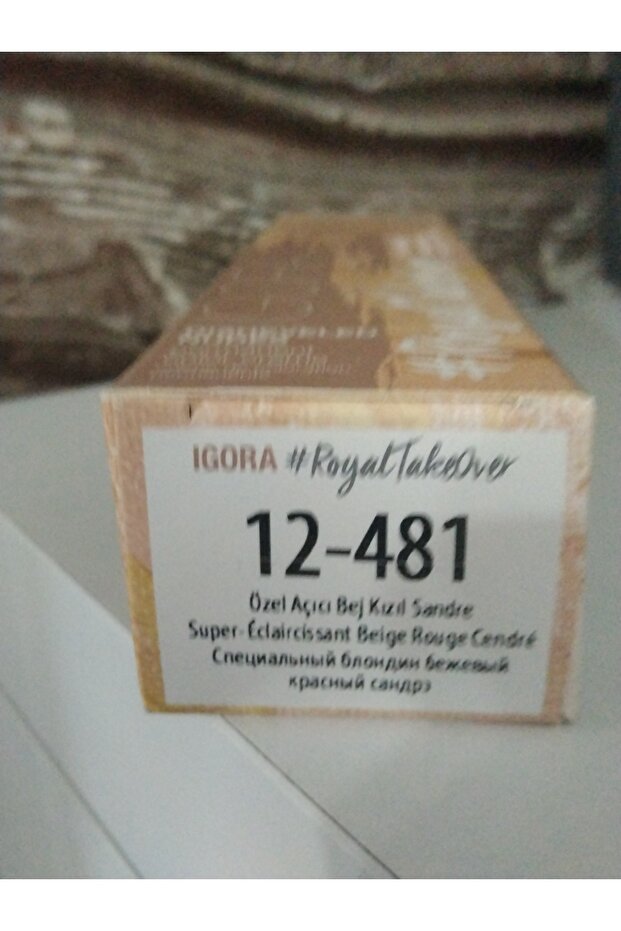 IGORA #RoyalTakeOver
12-481
Özel Açıcı Bej Kızıl Sandre
Super-Éclaircissant Beige Rouge Cendré
Специальный блондин бежевый
красный сандрэ